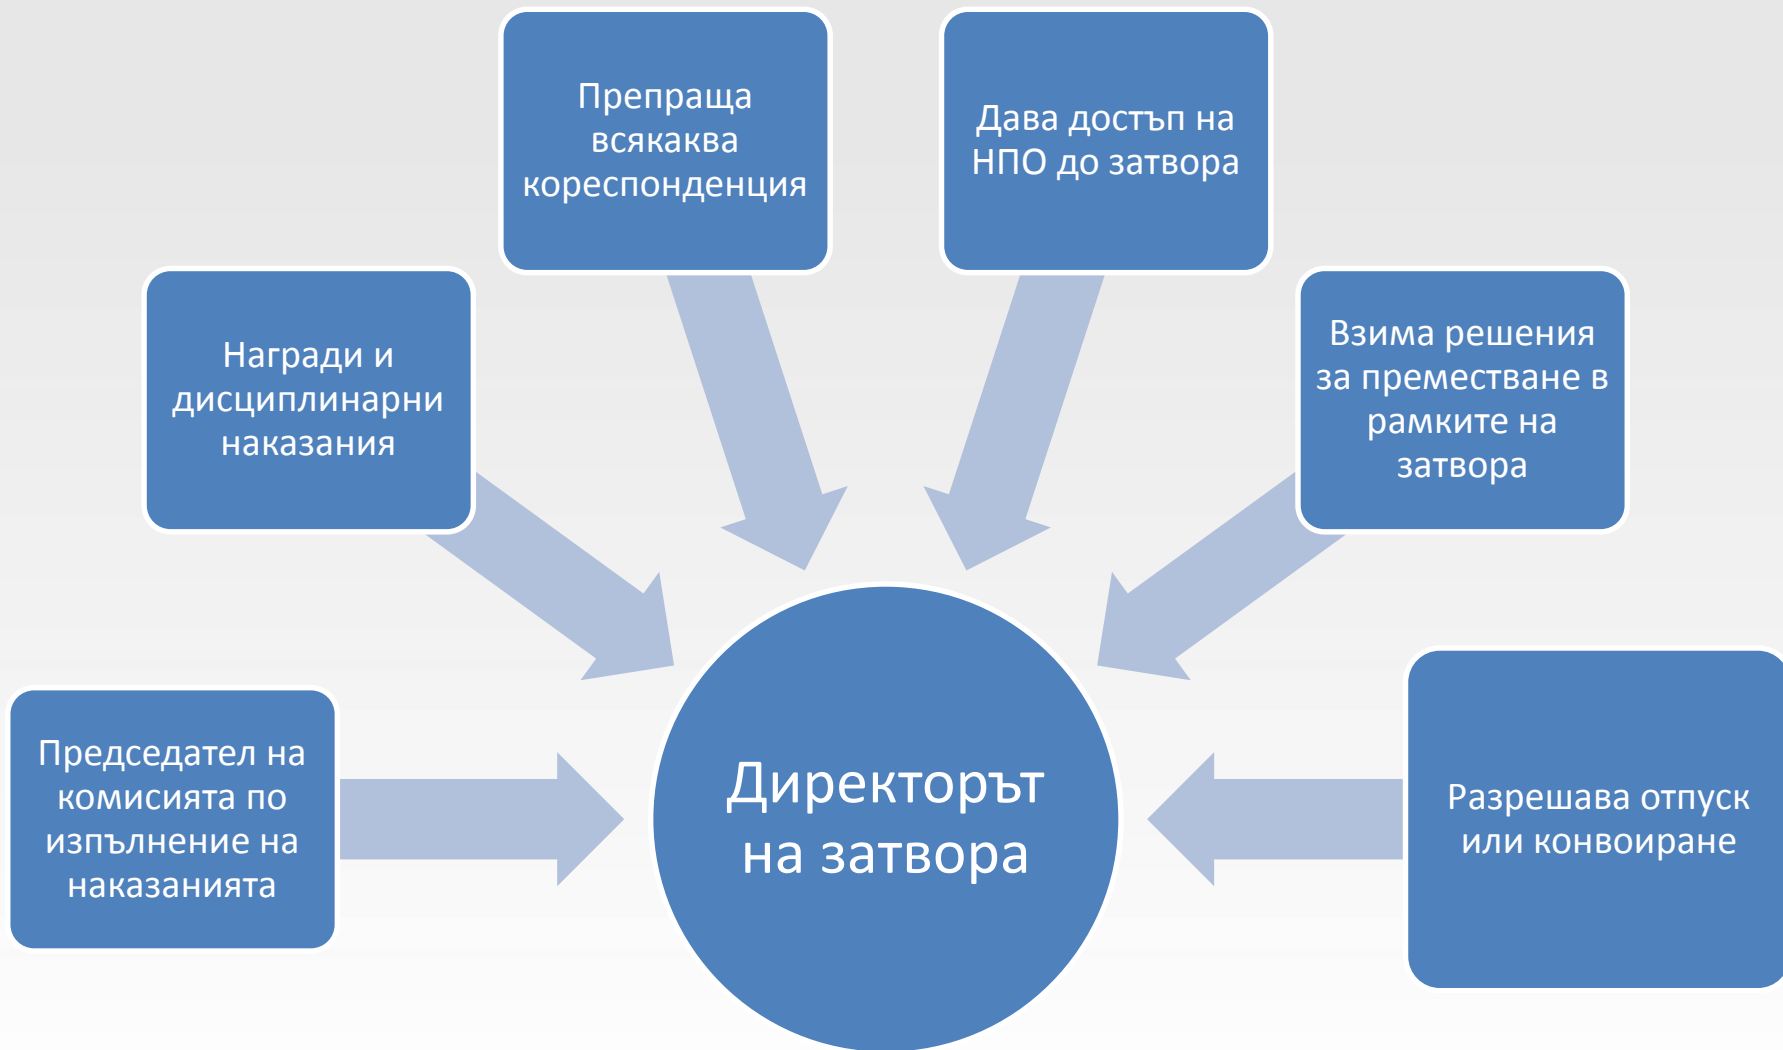 Препраща
всякаква
кореспонденция
Дава достъп на
НПО до затвора
Награди и
дисциплинарни
наказания
Взима решения
за преместване в
рамките на
затвора
Председател на
комисията по
изпълнение на
наказанията
Директорът
на затвора
Разрешава отпуск
или конвоиране